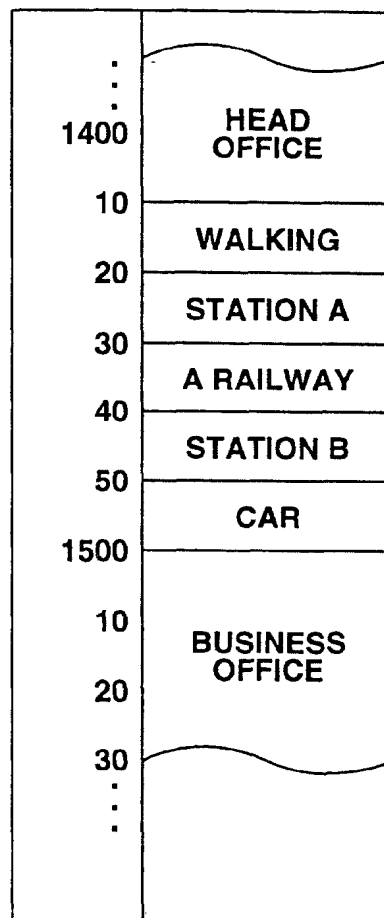 1400
HEAD
OFFICE
10
WALKING
20
STATION A
30
A RAILWAY
40
STATION B
50
CAR
1500
10
BUSINESS
OFFICE
20
30